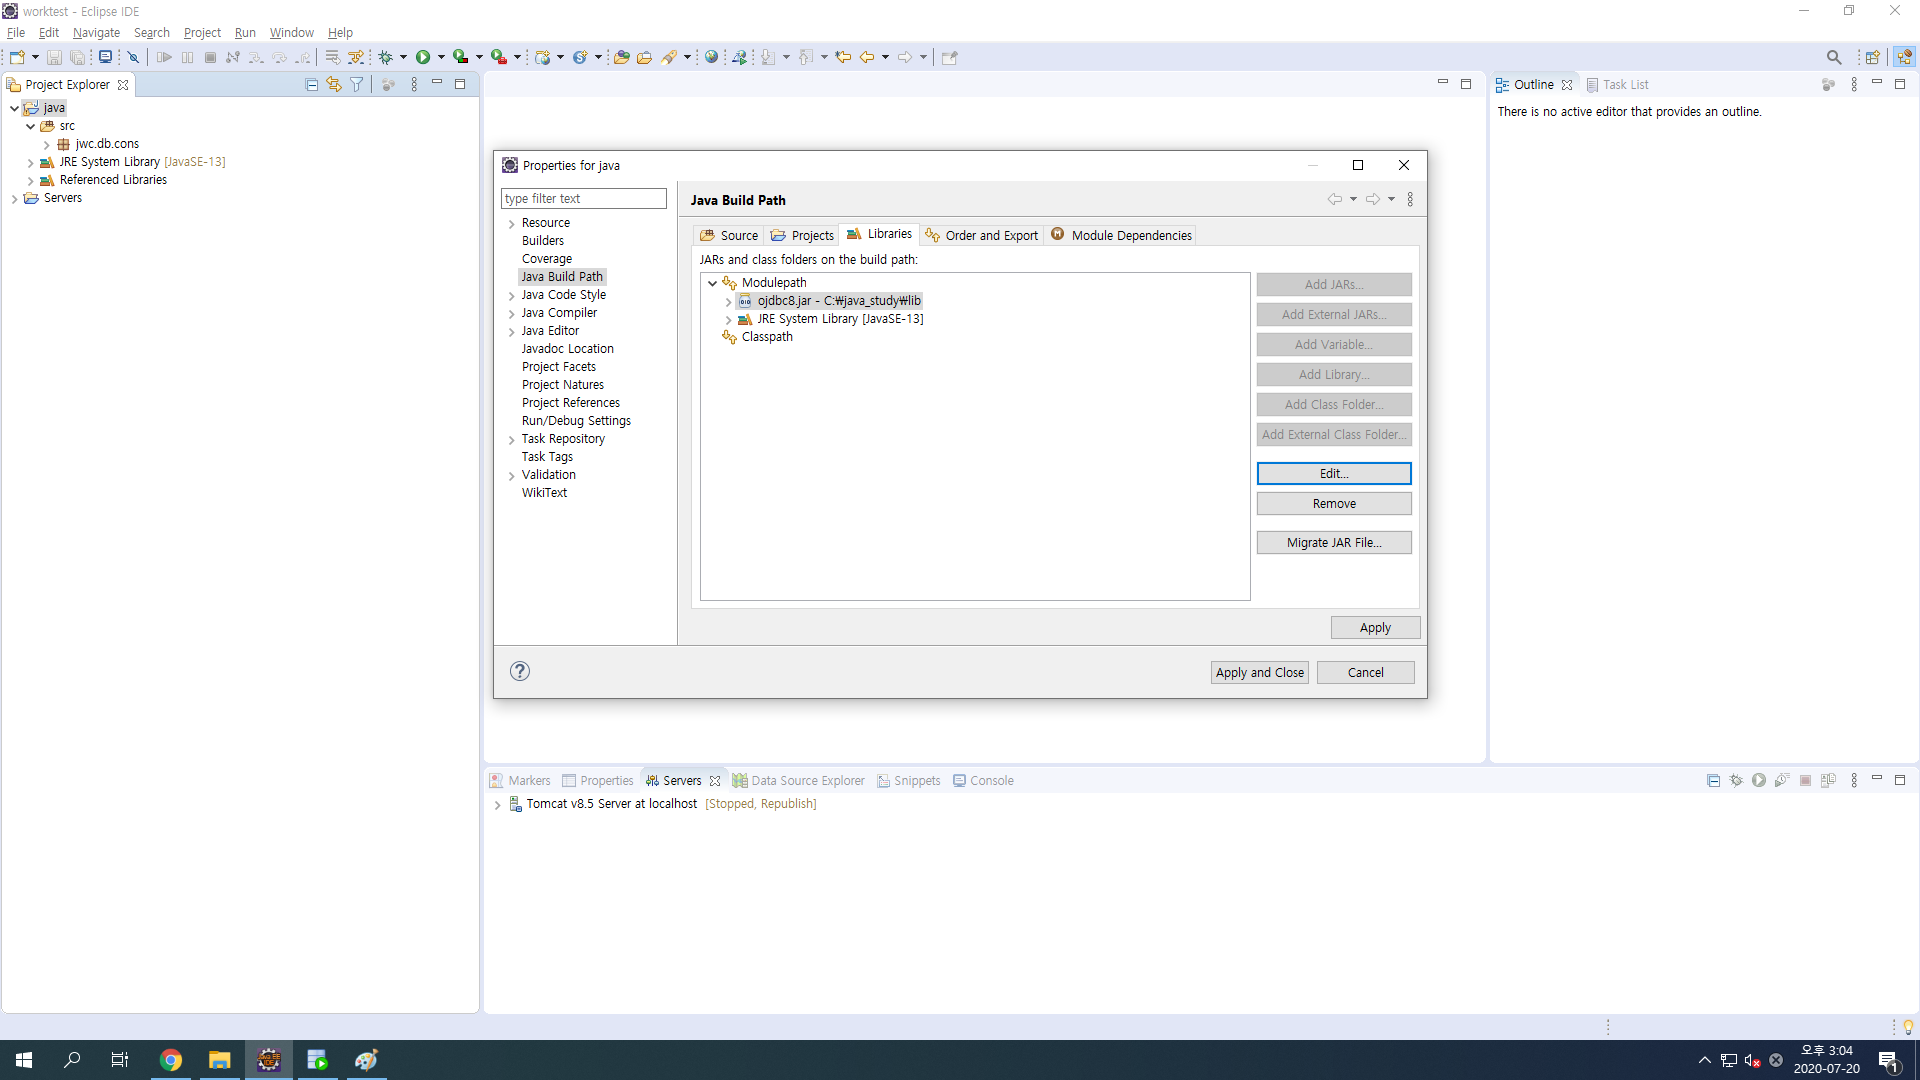 worktest - Eclipse IDE
File Edit Navigate Search Project Run Window Help
Project Explorer
java
src
jwc.db.cons
JRE System Library [JavaSE-13]
Referenced Libraries
Servers
Outline Task List
There is no active editor that provides an outline.
Properties for java
type filter text
Resource
Builders
Coverage
Java Build Path
Java Code Style
Java Compiler
Java Editor
Javadoc Location
Project Facets
Project Natures
Project References
Run/Debug Settings
Task Repository
Task Tags
Validation
WikiText
Java Build Path
Source Projects Libraries Order and Export Module Dependencies
JARs and class folders on the build path:
Modulepath
ojdbc8.jar - C:₩java_study₩lib
JRE System Library [JavaSE-13]
Classpath
Add JARs...
Add External JARs...
Add Variable...
Add Library...
Add Class Folder...
Add External Class Folder...
Edit...
Remove
Migrate JAR File...
Apply
Apply and Close Cancel
Markers Properties Servers Data Source Explorer Snippets Console
Tomcat v8.5 Server at localhost [Stopped, Republish]
오후 3:04
2020-07-20
1